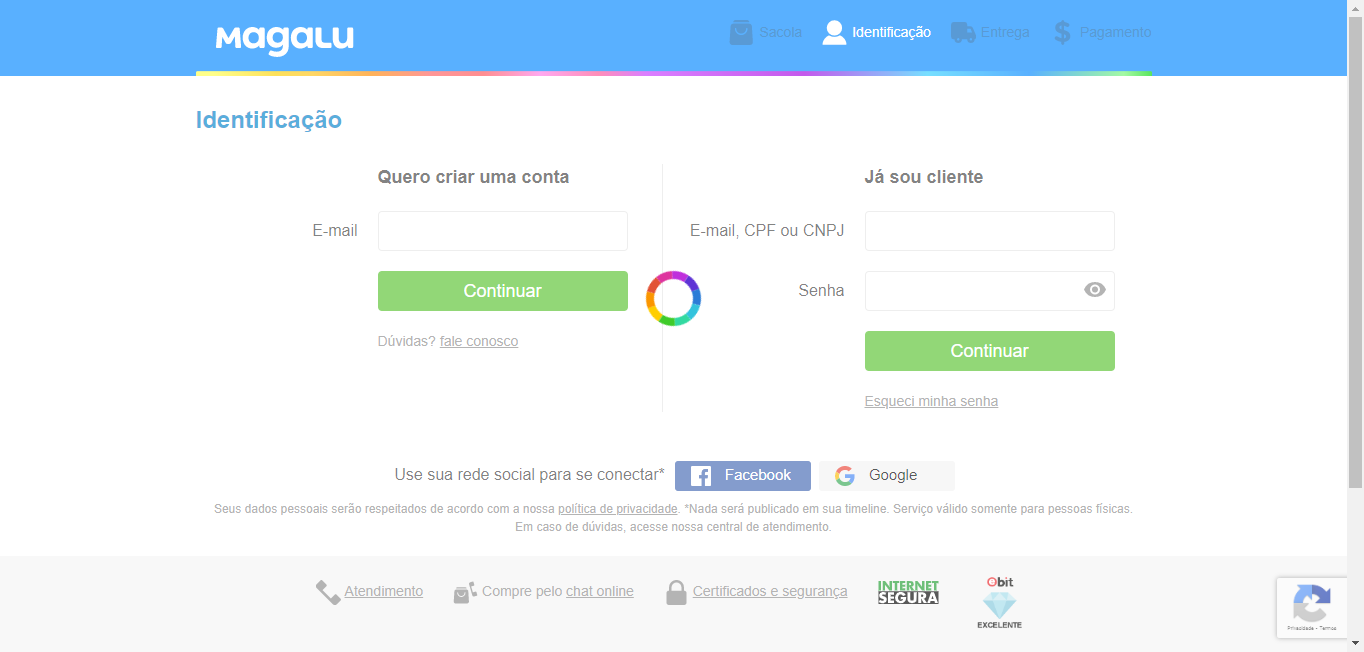 Magalu
Sacola
Identificação
Entrega
Pagamento
Identificação
Quero criar uma conta
E-mail
Continuar
Dúvidas? fale conosco
Já sou cliente
E-mail, CPF ou CNPJ
Senha
Continuar
Esqueci minha senha
Use sua rede social para se conectar*
Facebook
Google
Seus dados pessoais serão respeitados de acordo com a nossa política de privacidade. *Nada será publicado em sua timeline. Serviço válido somente para pessoas físicas.
Em caso de dúvidas, acesse nossa central de atendimento.
Atendimento
Compre pelo chat online
Certificados e segurança
INTERNET
SEGURA
ebit
EXCELENTE
Privacidade - Termos